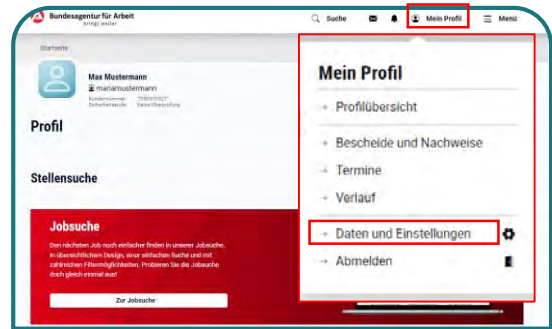 Bundesagentur für Arbeit
bringt weiter
Suche
Mein Profil
Menü
Startseite
Max Mustermann
mariamustermann
Kundennummer
Profil
Stellensuche
Jobsuche
Den nächsten Job noch einfacher finden in unserer Jobsuche.
In übersichtlichem Design, einer einfachen Suche und mit
zahlreichen Filtermöglichkeiten. Probieren Sie die Jobsuche
doch gleich einmal aus!
Zur Jobsuche
Mein Profil
Profilübersicht
Bescheide und Nachweise
Termine
Verlauf
Daten und Einstellungen
Abmelden